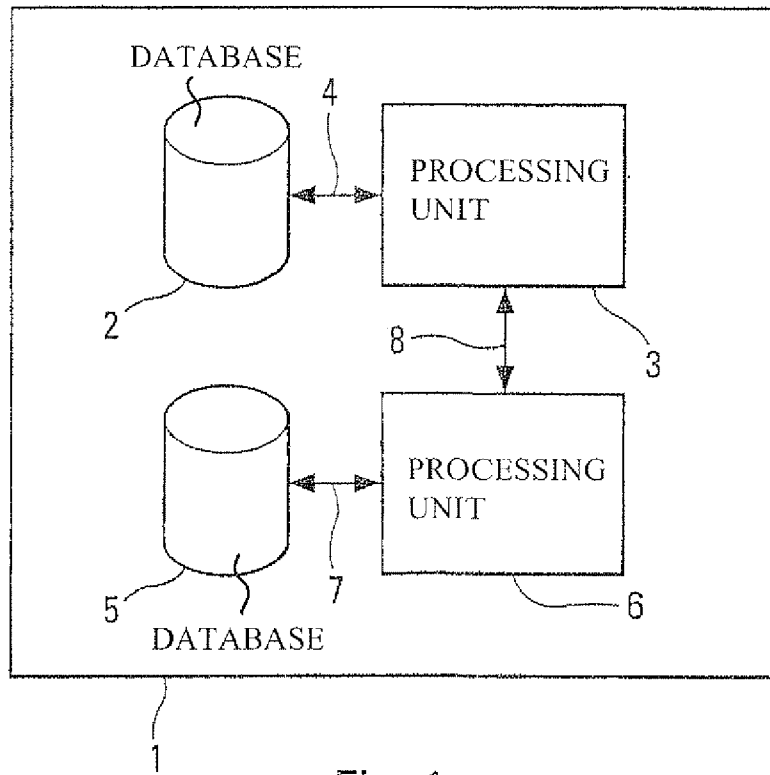 DATABASE
4
PROCESSING
UNIT
2
8
3
PROCESSING
UNIT
5
7
6
DATABASE
1